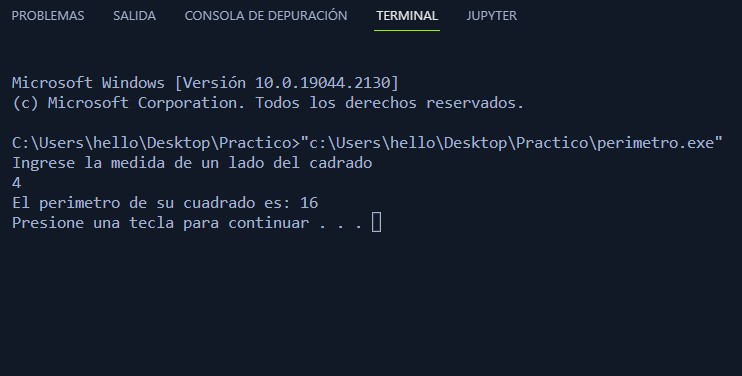 PROBLEMAS SALIDA CONSOLA DE DEPURACIÓN TERMINAL JUPYTER
Microsoft Windows [Versión 10.0.19044.2130]
(c) Microsoft Corporation. Todos los derechos reservados.
C:\Users\hello\Desktop\Practico>"c:\Users\hello\Desktop\Practico\perimetro.exe"
Ingrese la medida de un lado del cadrado
4
El perimetro de su cuadrado es: 16
Presione una tecla para continuar . . .